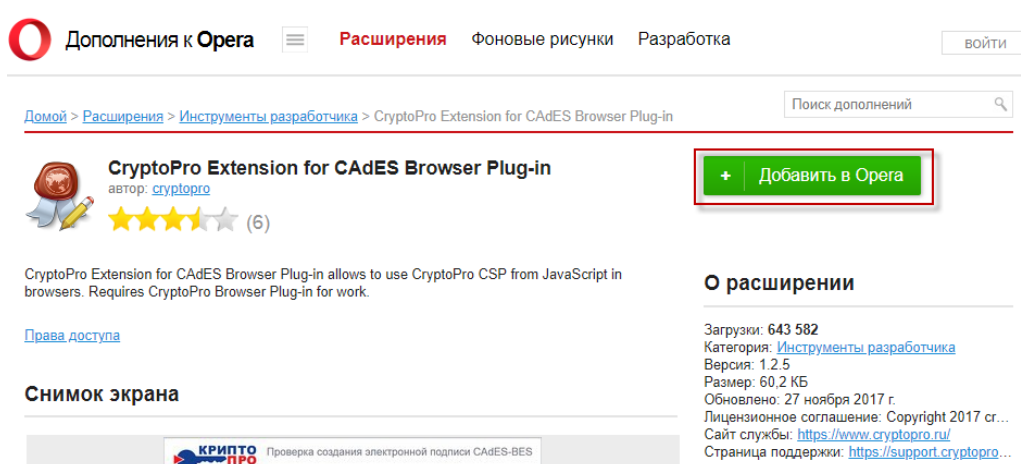 Дополнения к Opera
Расширения
Фоновые рисунки
Разработка
войти
Домой > Расширения > Инструменты разработчика > CryptoPro Extension for CAdES Browser Plug-in
Поиск дополнений
CryptoPro Extension for CAdES Browser Plug-in
автор: cryptopro
(6)
+ Добавить в Opera
CryptoPro Extension for CAdES Browser Plug-in allows to use CryptoPro CSP from JavaScript in
browsers. Requires CryptoPro Browser Plug-in for work.
Права доступа
О расширении
Загрузки: 643 582
Категория: Инструменты разработчика
Версия: 1.2.5
Размер: 60,2 КБ
Обновлено: 27 ноября 2017 г.
Лицензионное соглашение: Copyright 2017 cr...
Сайт службы: https://www.cryptopro.ru/
Страница поддержки: https://support.cryptopro...
Снимок экрана
КРИПТО
ПРО
Проверка создания электронной подписи CAdES-BES